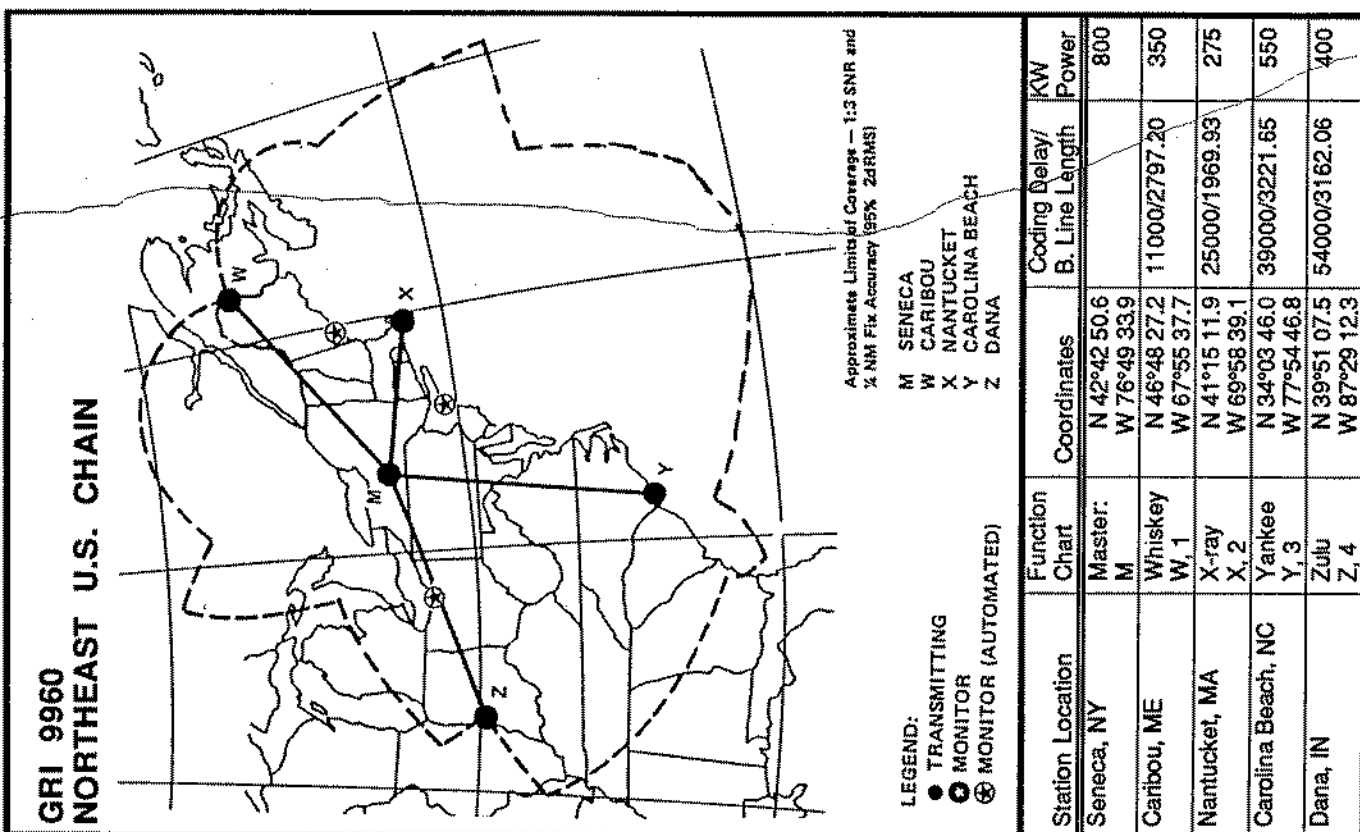 GRI 9960
NORTHEAST U.S. CHAIN
W
X
M
Y
Z
Approximate Limits of Coverage — 1:3 SNR and
¼ NM Fix Accuracy (95% 2dRMS)
LEGEND:
TRANSMITTING
MONITOR
MONITOR (AUTOMATED)
M SENECA
W CARIBOU
X NANTUCKET
Y CAROLINA BEACH
Z DANA
Station Location Function Chart Coordinates Coding Delay/ B. Line Length KW Power
Seneca, NY Master: N 42°42 50.6 800
M W 76°49 33.9
Caribou, ME Whiskey N 46°48 27.2 11000/2797.20 350
W, 1 W 67°55 37.7
Nantucket, MA X-ray N 41°15 11.9 25000/1969.93 275
X, 2 W 69°58 39.1
Carolina Beach, NC Yankee N 34°03 46.0 39000/3221.65 550
Y, 3 W 77°54 46.8
Dana, IN Zulu N 39°51 07.5 54000/3162.06 400
Z, 4 W 87°29 12.3